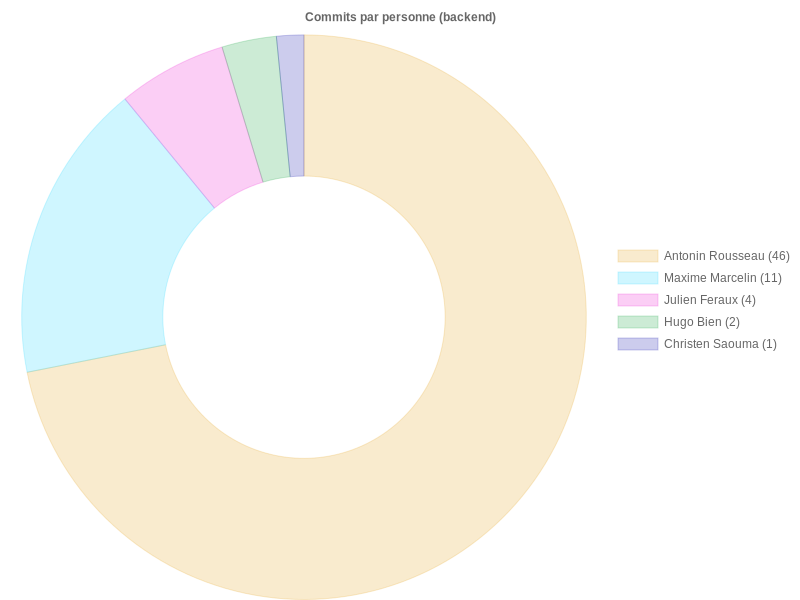 Commits par personne (backend)
Antonin Rousseau (46)
Maxime Marcelin (11)
Julien Feraux (4)
Hugo Bien (2)
Christen Saouma (1)